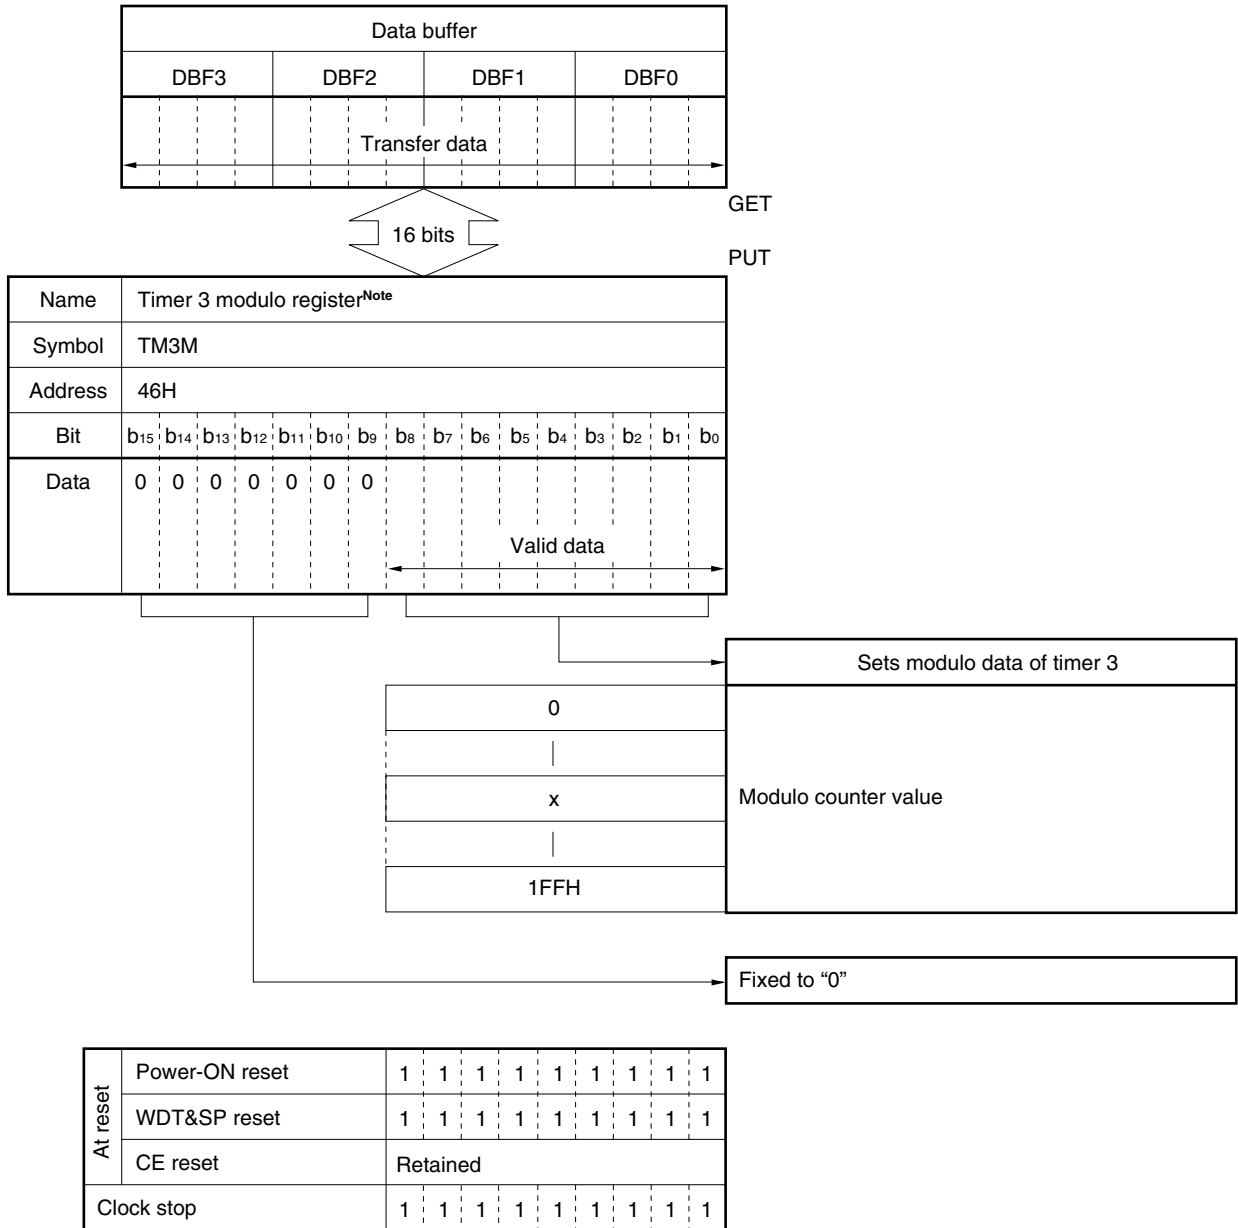 Data buffer
DBF3 DBF2 DBF1 DBF0
Transfer data
GET
16 bits
PUT
Name Timer 3 modulo registerNote
Symbol TM3M
Address 46H
Bit b15 b14 b13 b12 b11 b10 b9 b8 b7 b6 b5 b4 b3 b2 b1 b0
Data 0 0 0 0 0 0 0
Valid data
Sets modulo data of timer 3
0
x
Modulo counter value
1FFH
Fixed to “0”
At reset
Power-ON reset 1 1 1 1 1 1 1 1 1
WDT&SP reset 1 1 1 1 1 1 1 1 1
CE reset Retained
Clock stop 1 1 1 1 1 1 1 1 1